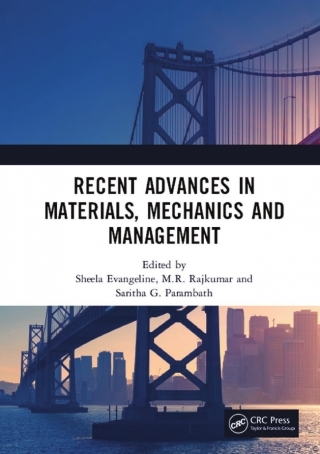 RECENT ADVANCES IN
MATERIALS, MECHANICS AND
MANAGEMENT
Edited by
Sheela Evangeline, M.R. Rajkumar and
Saritha G. Parambath
CRC
CRC Press
Taylor & Francis Group